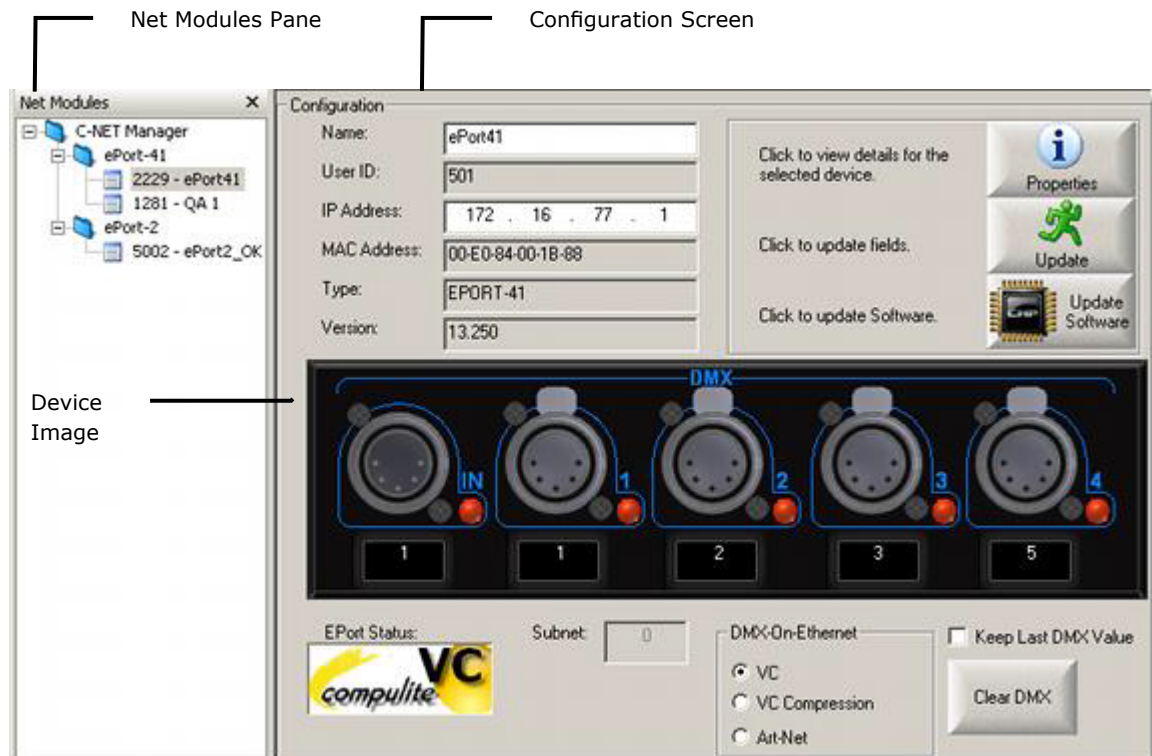 Net Modules Pane
Configuration Screen
Net Modules
C-NET Manager
ePort-41
2229 - ePort41
1281 - QA 1
ePort-2
5002 - ePort2_OK
Configuration
Name: ePort41
User ID: 501
IP Address: 172 . 16 . 77 . 1
MAC Address: 00-E0-84-00-1B-88
Type: EPORT-41
Version: 13.250
Click to view details for the
selected device.
Properties
Click to update fields.
Update
Click to update Software.
CHIP
Update
Software
Device
Image
DMX
IN 1 2 3 4
1 1 2 3 5
EPort Status:
VC
compulite
Subnet: 0
DMX-On-Ethernet
VC
VC Compression
Art-Net
Keep Last DMX Value
Clear DMX